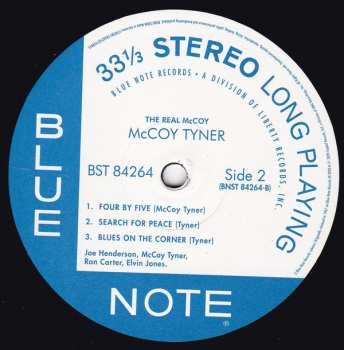 33⅓ STEREO LONG PLAYING
BLUE NOTE RECORDS • A DIVISION OF LIBERTY RECORDS, INC.
THE REAL McCOY
McCOY TYNER
BST 84264
Side 2
(BNST 84264-B)
1. FOUR BY FIVE (McCoy Tyner)
2. SEARCH FOR PEACE (Tyner)
3. BLUES ON THE CORNER (Tyner)
Joe Henderson, McCoy Tyner,
Ron Carter, Elvin Jones.
BLUE
NOTE
®